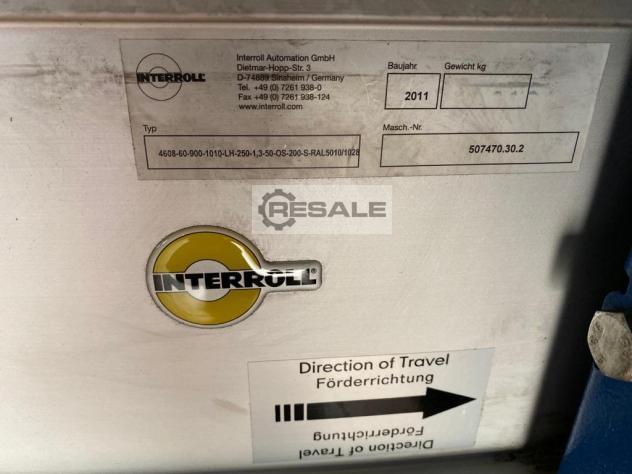 INTERROLL
Interroll Automation GmbH
Dietmar-Hopp-Str. 3
D-74889 Sinsheim / Germany
Tel. +49 (0) 7261 938-0
Fax +49 (0) 7261 938-124
www.interroll.com
Baujahr
Gewicht kg
2011
Typ
4608-60-900-1010-LH-250-1,3-50-OS-200-S-RAL5010/1028
Masch.-Nr.
507470.30.2
RESALE
INTERROLL®
Direction of Travel
Förderrichtung
Förderrichtung
Direction of Travel